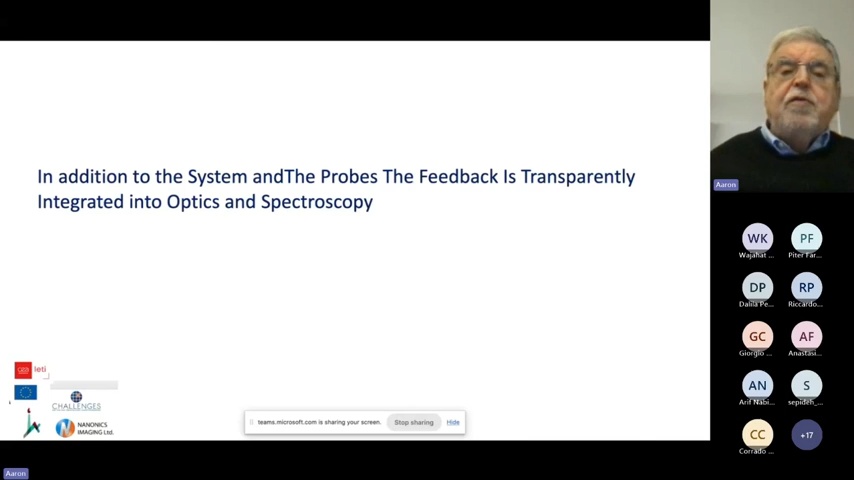 In addition to the System andThe Probes The Feedback Is Transparently
Integrated into Optics and Spectroscopy
leti
CHALLENGES
NANONICS
IMAGING Ltd.
teams.microsoft.com is sharing your screen. Stop sharing Hide
Aaron
Aaron
WK PF
Wajahat ... Piter Far...
DP RP
Dalila Pe... Riccardo...
GC AF
Giorgio ... Anastasi...
AN S
Arif Nabi... sepideh_...
CC +17
Corrado ...